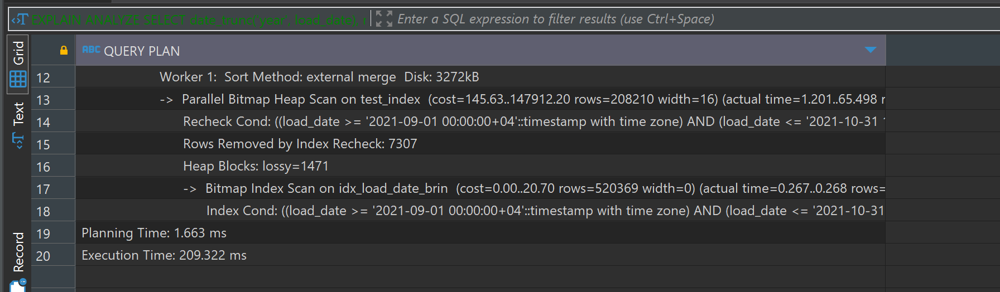 EXPLAIN ANALYZE SELECT date_trunc('year', load_date), Enter a SQL expression to filter results (use Ctrl+Space)
Grid
Text
Record
ABC QUERY PLAN
12 Worker 1: Sort Method: external merge Disk: 3272kB
13 -> Parallel Bitmap Heap Scan on test_index (cost=145.63..147912.20 rows=208210 width=16) (actual time=1.201..65.498
14 Recheck Cond: ((load_date >= '2021-09-01 00:00:00+04'::timestamp with time zone) AND (load_date <= '2021-10-31
15 Rows Removed by Index Recheck: 7307
16 Heap Blocks: lossy=1471
17 -> Bitmap Index Scan on idx_load_date_brin (cost=0.00..20.70 rows=520369 width=0) (actual time=0.267..0.268 rows=
18 Index Cond: ((load_date >= '2021-09-01 00:00:00+04'::timestamp with time zone) AND (load_date <= '2021-10-31
19 Planning Time: 1.663 ms
20 Execution Time: 209.322 ms